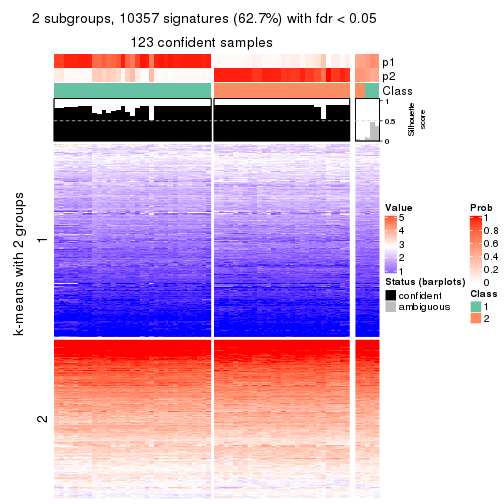 2 subgroups, 10357 signatures (62.7%) with fdr < 0.05
123 confident samples
p1
p2
Class
1
0.5
0
Silhouette
score
k-means with 2 groups
1
2
Value
5
4
3
2
1
Status (barplots)
confident
ambiguous
Prob
1
0.8
0.6
0.4
0.2
0
Class
1
2